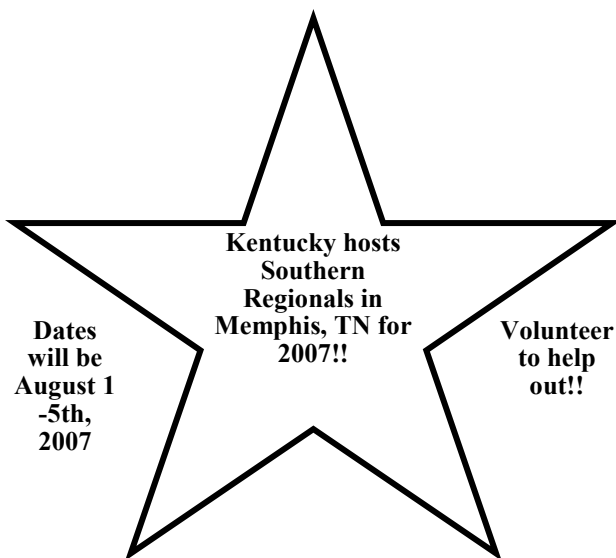 Kentucky hosts
Southern
Regionals in
Memphis, TN for
2007!!
Dates
will be
August 1
-5th,
2007
Volunteer
to help
out!!